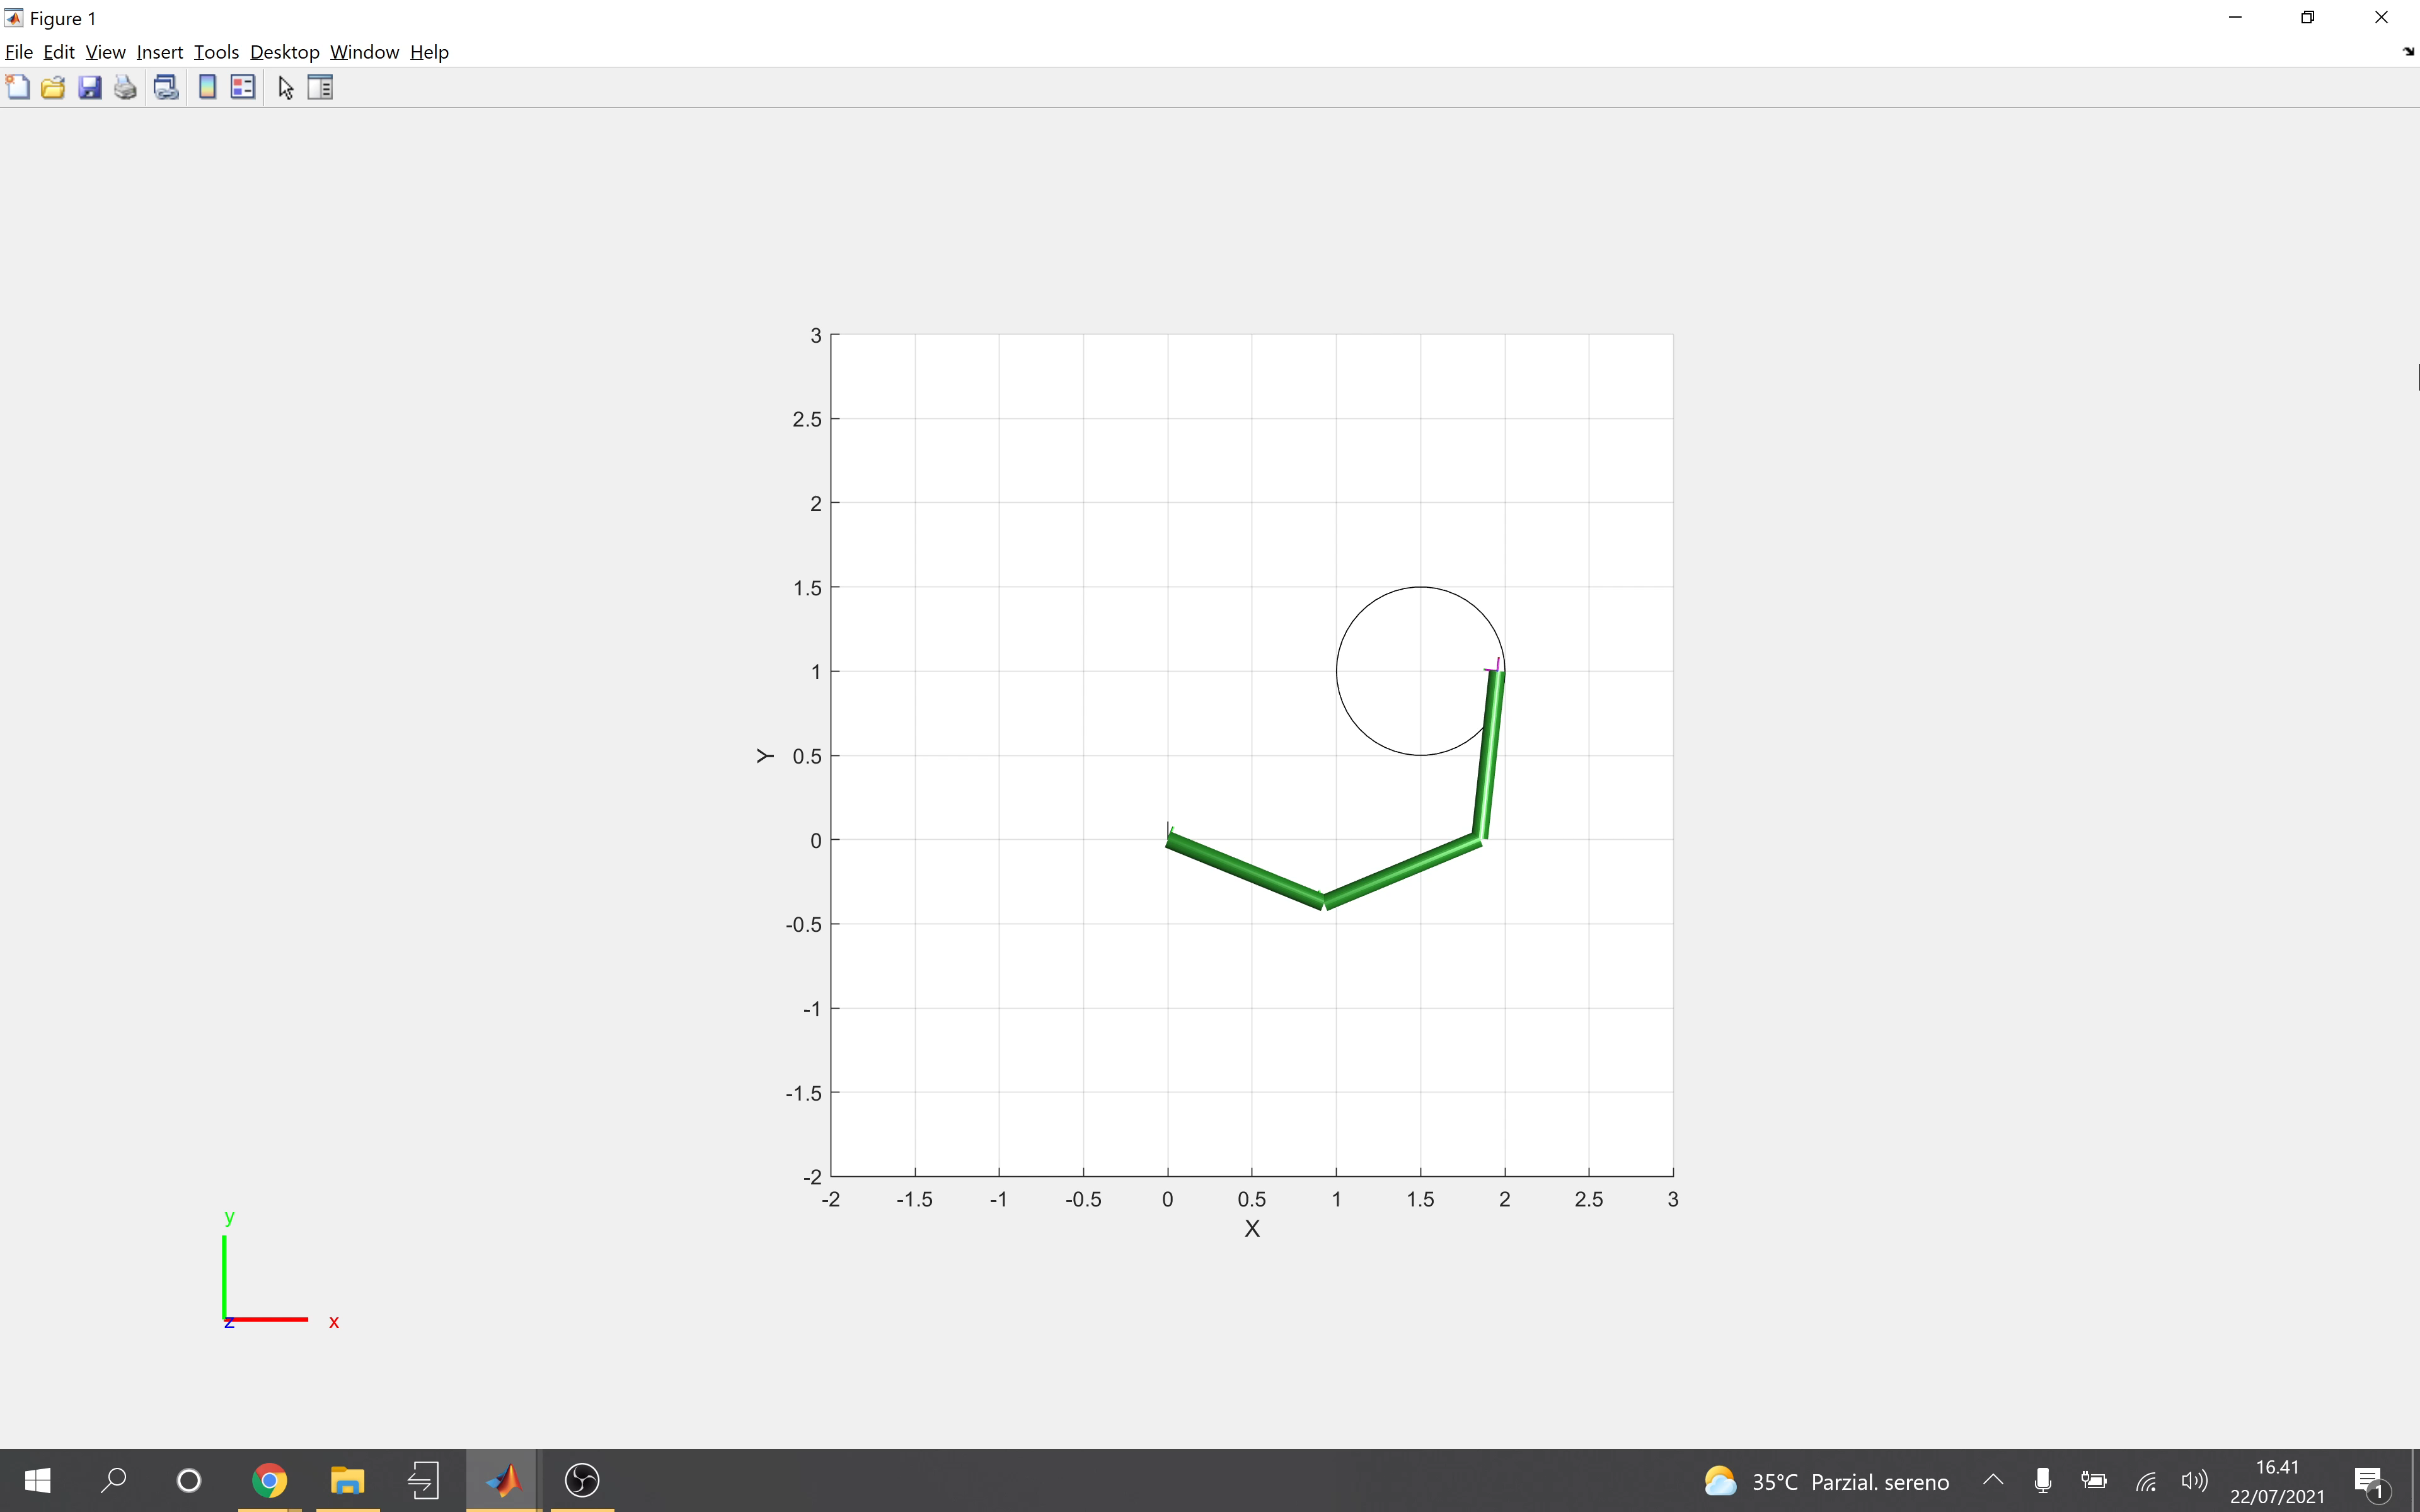 Figure 1
File Edit View Insert Tools Desktop Window Help
3
2.5
2
1.5
1
0.5
0
-0.5
-1
-1.5
-2
Y
-2 -1.5 -1 -0.5 0 0.5 1 1.5 2 2.5 3
X
y
z x
35°C Parzial. sereno
16.41
22/07/2021
1